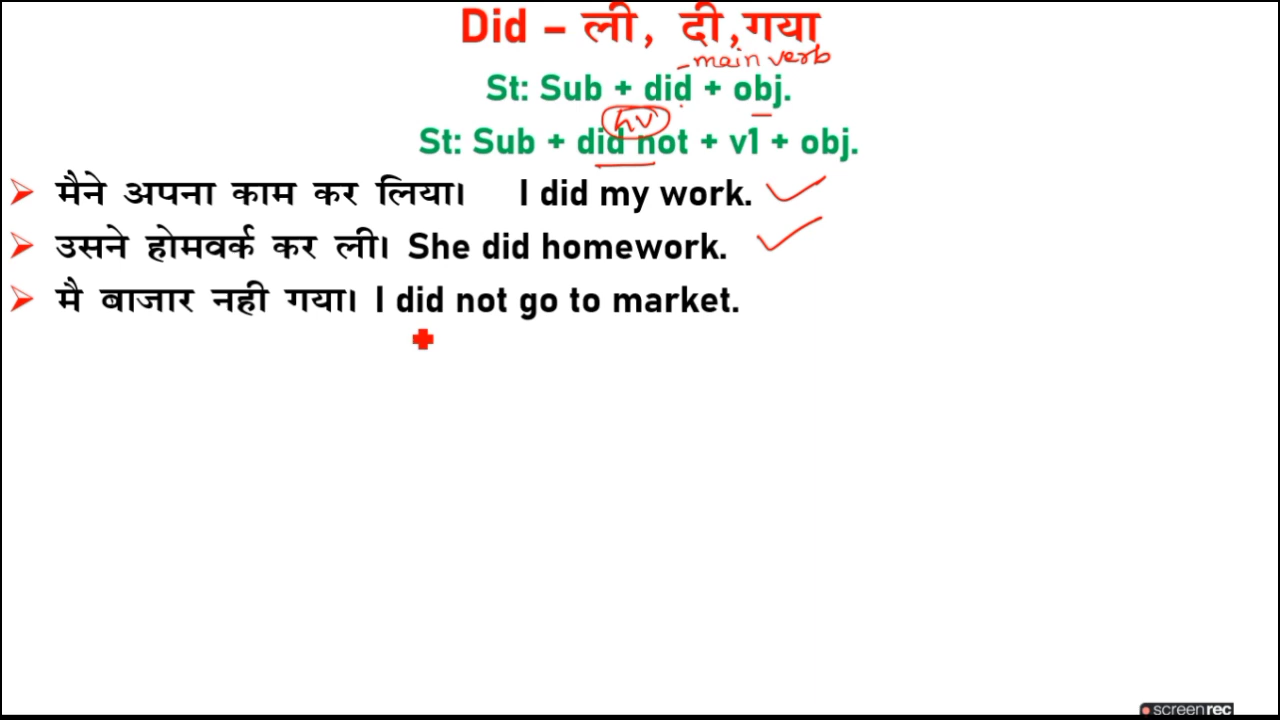 Did – ली, दी,गया
main verb
St: Sub + did + obj.
hv
St: Sub + did not + v1 + obj.
मैने अपना काम कर लिया। I did my work.
उसने होमवर्क कर ली। She did homework.
मै बाजार नही गया। I did not go to market.
screenrec